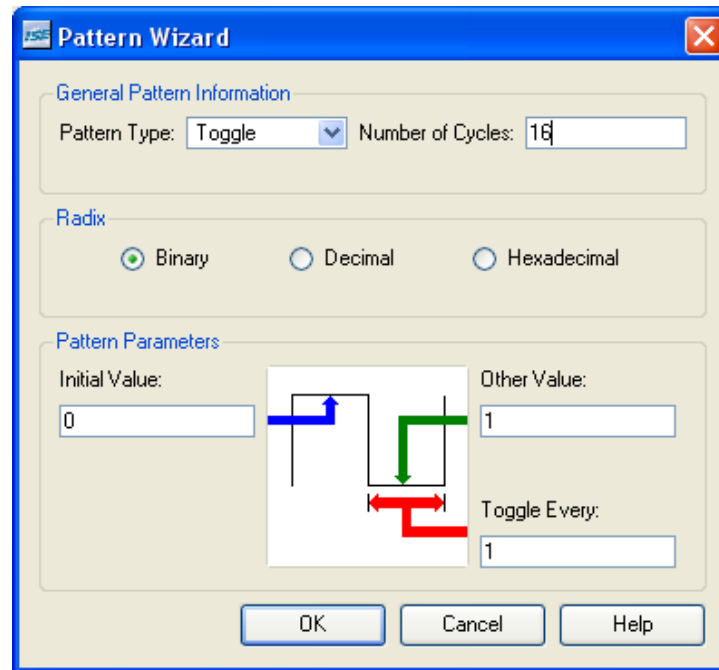 ISE Pattern Wizard
General Pattern Information
Pattern Type: Toggle Number of Cycles: 16
Radix
Binary Decimal Hexadecimal
Pattern Parameters
Initial Value: Other Value:
0 1
Toggle Every:
1
OK Cancel Help